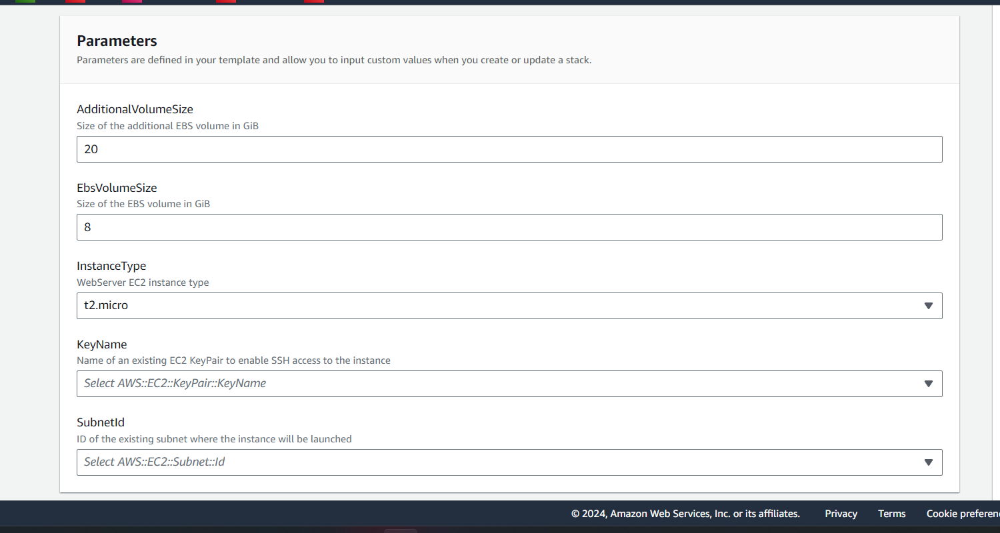 Parameters
Parameters are defined in your template and allow you to input custom values when you create or update a stack.
AdditionalVolumeSize
Size of the additional EBS volume in GiB
20
EbsVolumeSize
Size of the EBS volume in GiB
8
InstanceType
WebServer EC2 instance type
t2.micro
KeyName
Name of an existing EC2 KeyPair to enable SSH access to the instance
Select AWS::EC2::KeyPair::KeyName
SubnetId
ID of the existing subnet where the instance will be launched
Select AWS::EC2::Subnet::Id
© 2024, Amazon Web Services, Inc. or its affiliates. Privacy Terms Cookie preferen